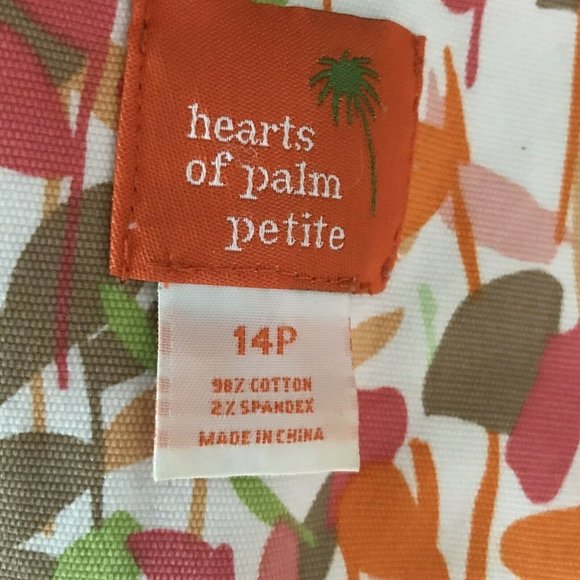 hearts
of palm
petite
14P
98% COTTON
2% SPANDEX
MADE IN CHINA